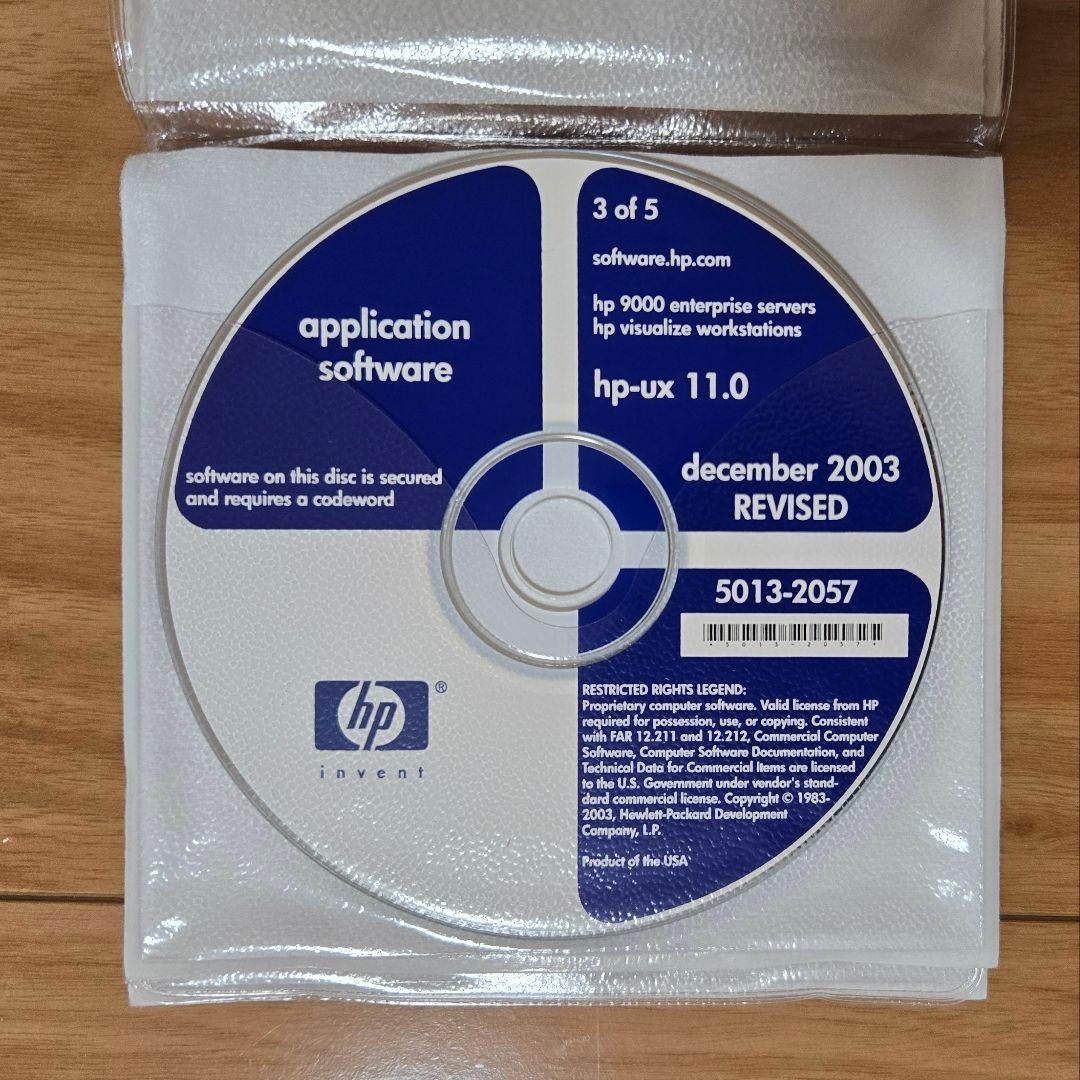 application
software
software on this disc is secured
and requires a codeword
3 of 5
software.hp.com
hp 9000 enterprise servers
hp visualize workstations
hp-ux 11.0
december 2003
REVISED
5013-2057
*5013-2057*
hp®
invent
RESTRICTED RIGHTS LEGEND:
Proprietary computer software. Valid license from HP
required for possession, use, or copying. Consistent
with FAR 12.211 and 12.212, Commercial Computer
Software, Computer Software Documentation, and
Technical Data for Commercial Items are licensed
to the U.S. Government under vendor's stan-
dard commercial license. Copyright © 1983-
2003, Hewlett-Packard Development
Company, L.P.
Product of the USA